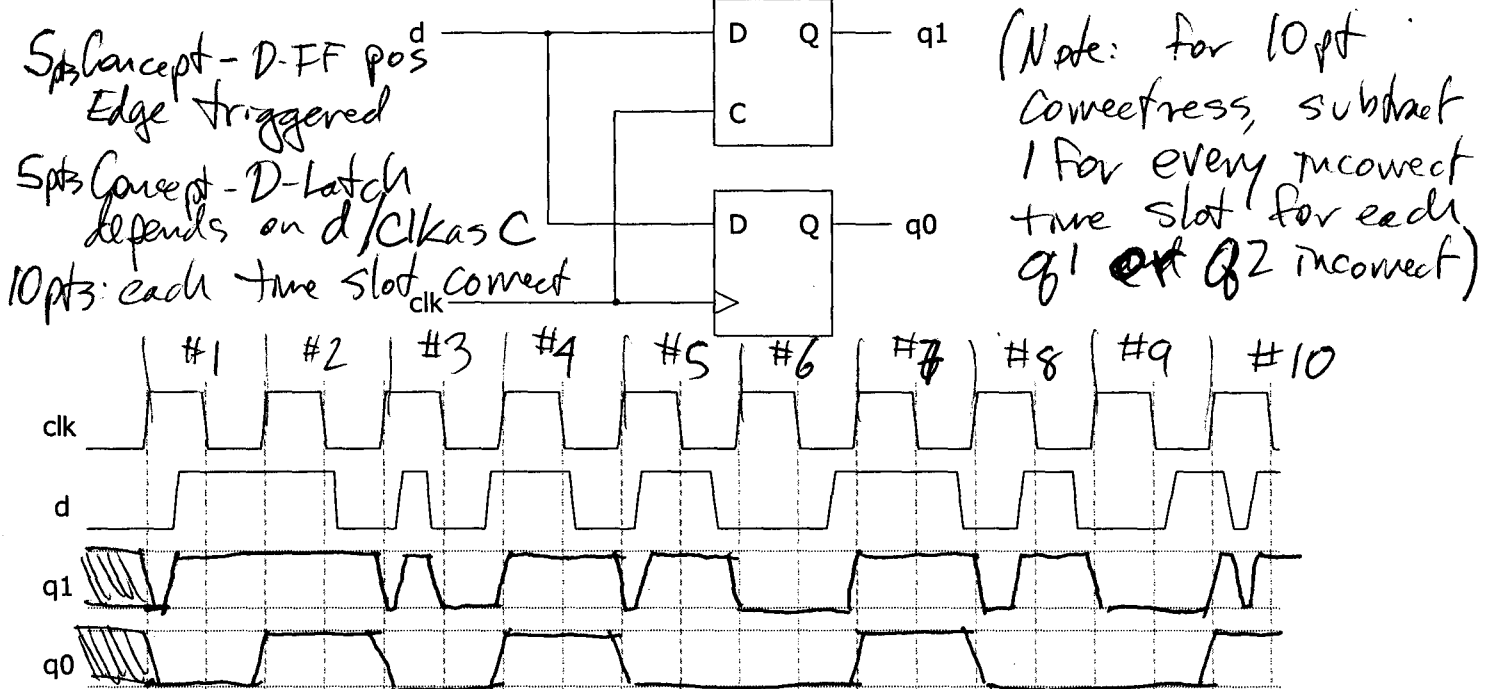 5pts Concept - D-FF pos
Edge triggered
5pts Concept - D-Latch
depends on d/Clk as C
10pts: each time slot correct
d
D Q
q1
C
D Q
q0
clk
(Note: for 10pt
correctness, subtract
1 for every incorrect
time slot for each
q1 or Q2 incorrect)
#1 #2 #3 #4 #5 #6 #7 #8 #9 #10
clk
d
q1
q0